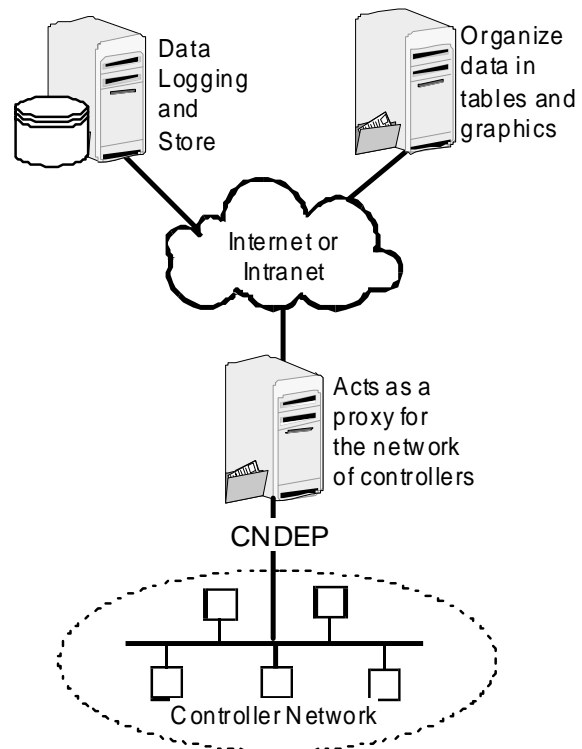 Data
Logging
and
Store
Organize
data in
tables and
graphics
Internet or
Intranet
Acts as a
proxy for
the network
of controllers
CNDEP
Controller Network